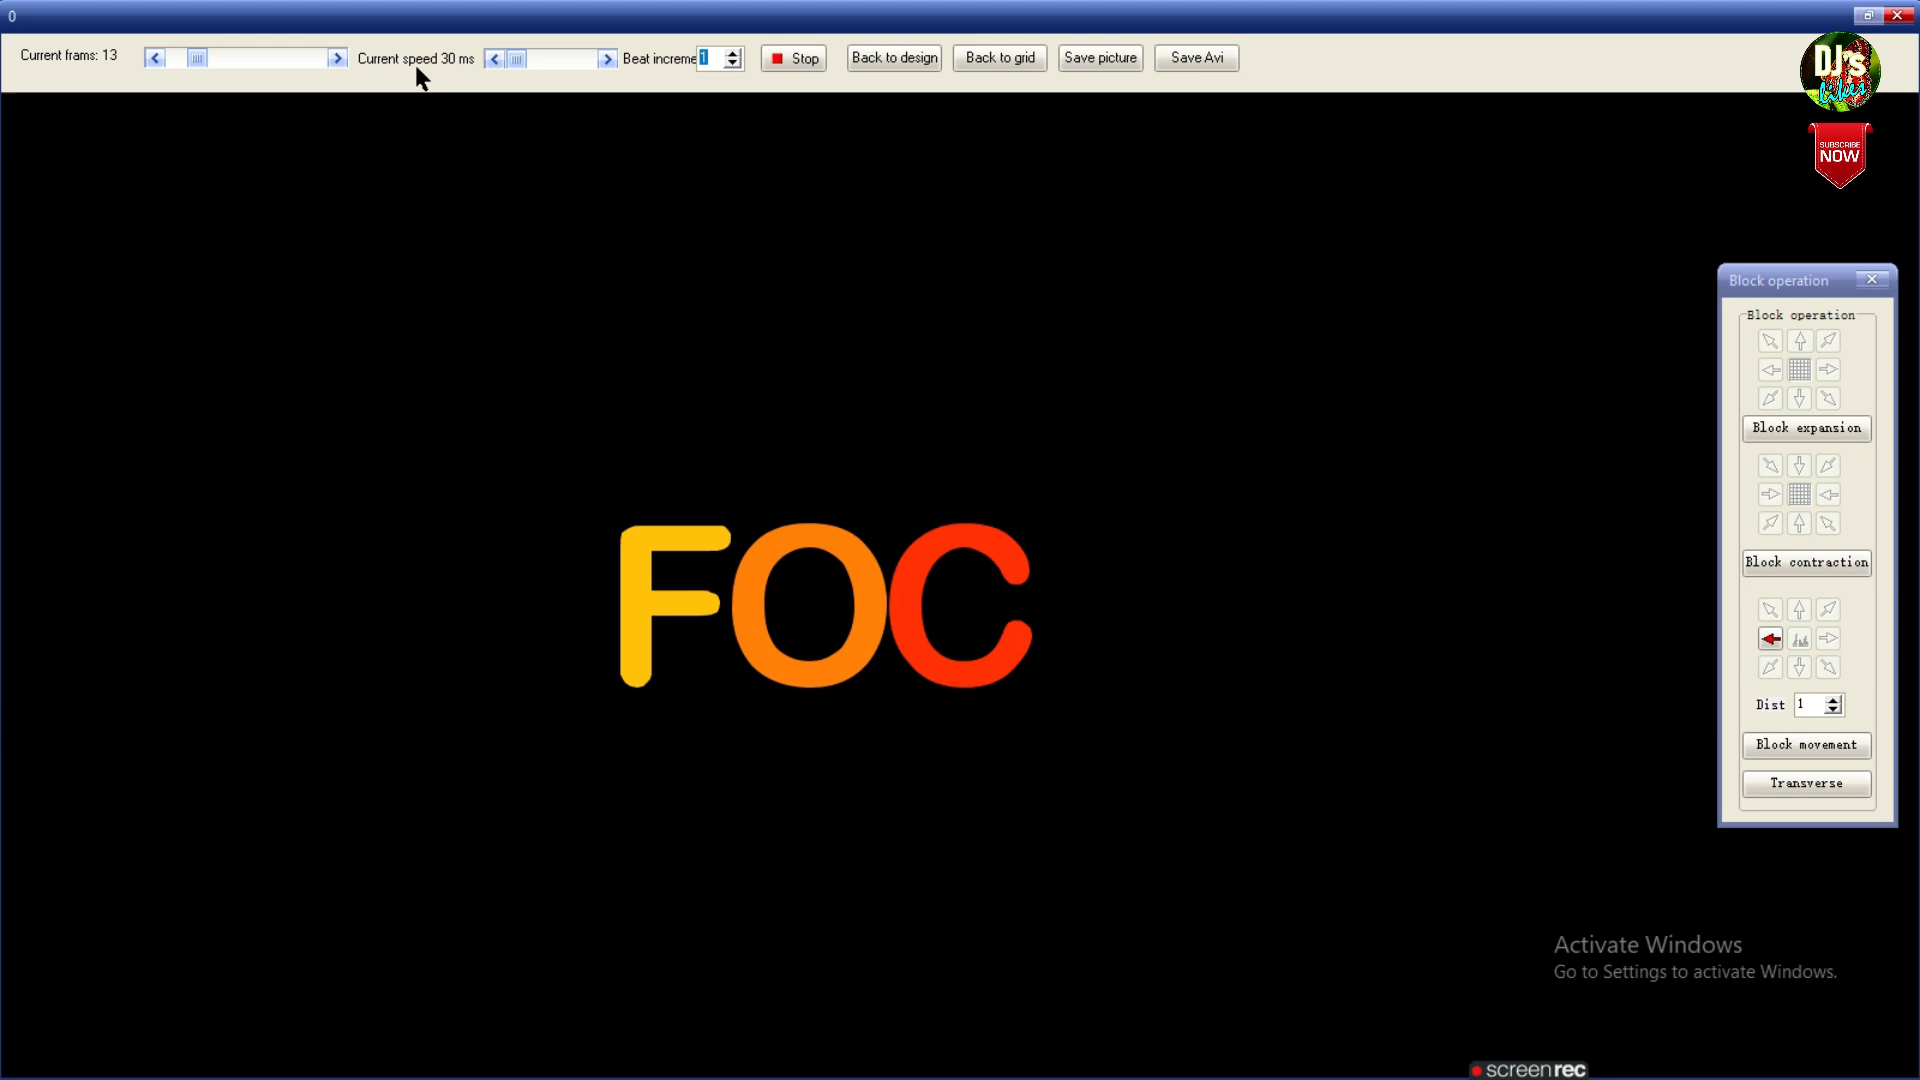 0
Current frams: 13
Current speed 30 ms
Beat increme
1
Stop
Back to design
Back to grid
Save picture
Save Avi
DJ's
likes
SUBSCRIBE
NOW
Block operation
Block operation
Block expansion
Block contraction
Dist 1
Block movement
Transverse
FOC
Activate Windows
Go to Settings to activate Windows.
screenrec